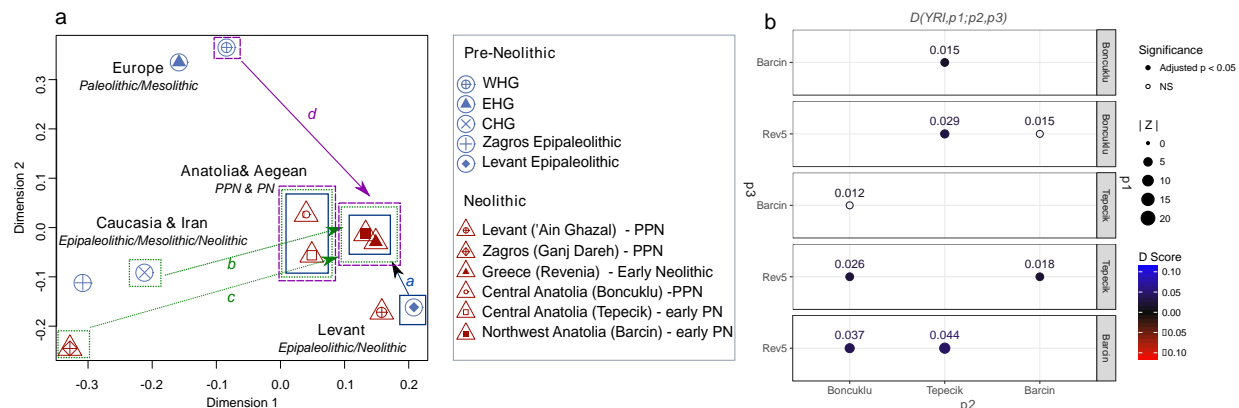 a
Dimension 2
0.3
0.2
0.1
0.0
-0.1
-0.2
-0.3
-0.2
-0.1
0.0
0.1
0.2
Dimension 1
Europe
Paleolithic/Mesolithic
d
Anatolia& Aegean
PPN & PN
Caucasia & Iran
Epipaleolithic/Mesolithic/Neolithic
b
c
a
Levant
Epipaleolithic/Neolithic
Pre-Neolithic
WHG
EHG
CHG
Zagros Epipaleolithic
Levant Epipaleolithic
Neolithic
Levant ('Ain Ghazal) - PPN
Zagros (Ganj Dareh) - PPN
Greece (Revenia) - Early Neolithic
Central Anatolia (Boncuklu) -PPN
Central Anatolia (Tepecik) - early PN
Northwest Anatolia (Barcin) - early PN
b
D(YRI,p1;p2,p3)
Barcin
0.015
Boncuklu
Rev5
0.029
0.015
Boncuklu
Barcin
0.012
Tepecik
Rev5
0.026
0.018
Tepecik
Rev5
0.037
0.044
Barcin
p3
p1
Boncuklu
Tepecik
Barcin
p2
Significance
Adjusted p < 0.05
NS
| Z |
0
5
10
15
20
D Score
0.10
0.05
0.00
▯0.05
▯0.10